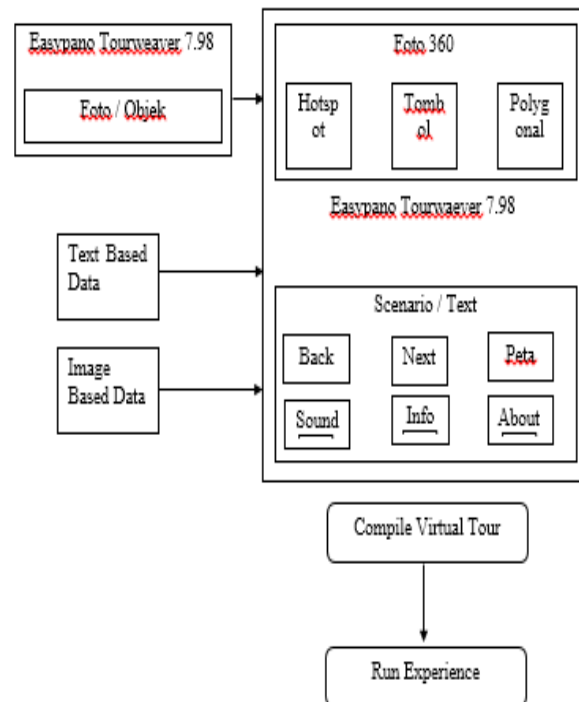 Easypano Tourweaver 7.98
Foto / Objek
Foto 360
Hotsp
ot
Tomb
ol
Polyg
onal
Easypano Tourwaever 7.98
Text Based
Data
Image
Based Data
Scenario / Text
Back
Next
Peta
Sound
Info
About
Compile Virtual Tour
Run Experience